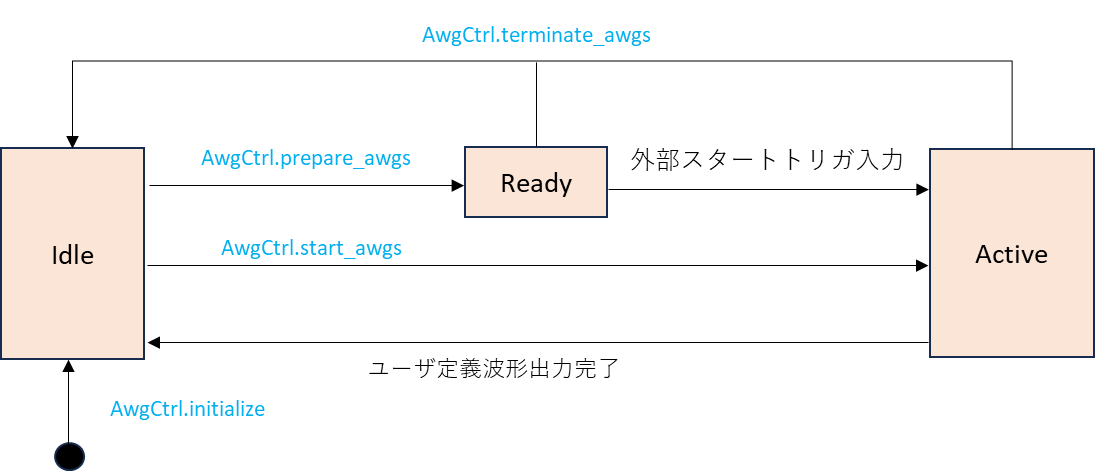 AwgCtrl.terminate_awgs
AwgCtrl.prepare_awgs
Ready
外部スタートトリガ入力
Idle
AwgCtrl.start_awgs
Active
ユーザ定義波形出力完了
AwgCtrl.initialize